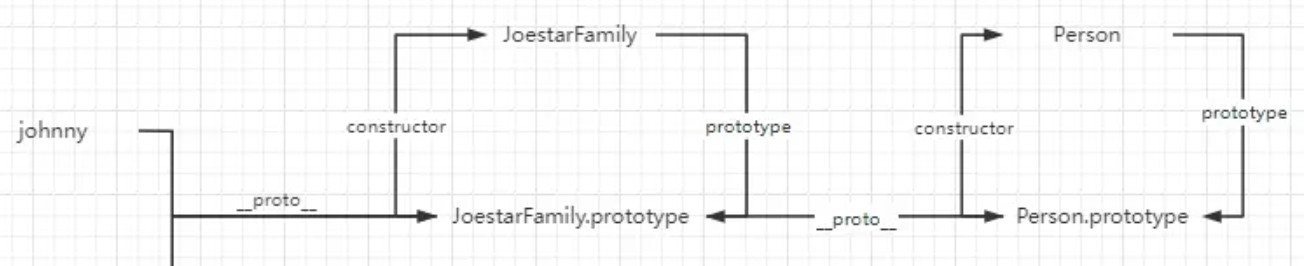 JoestarFamily
Person
prototype
johnny
constructor
prototype
constructor
__proto__
JoestarFamily.prototype
__proto__
Person.prototype